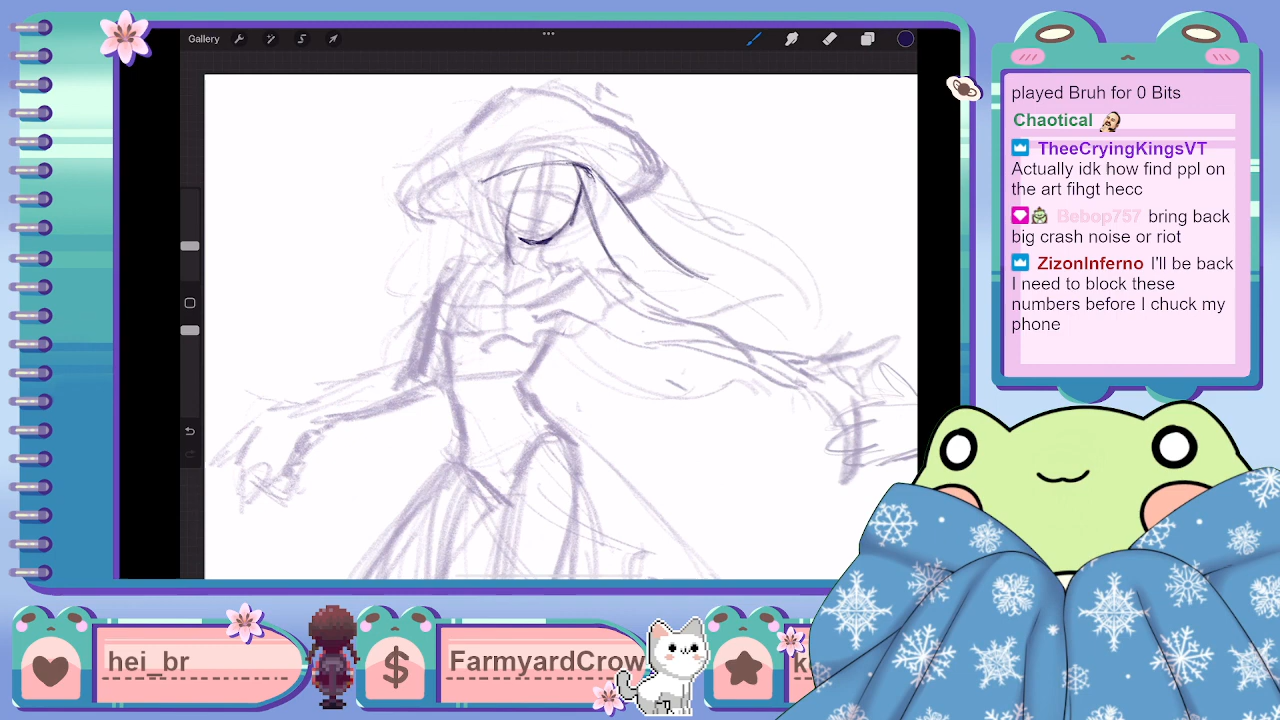 Gallery
played Bruh for 0 Bits
Chaotical
TheeCryingKingsVT
Actually idk how find ppl on
the art fihgt hecc
Bebop757 bring back
big crash noise or riot
ZizonInferno I'll be back
I need to block these
numbers before I chuck my
phone
hei_br
$
FarmyardCrow
k